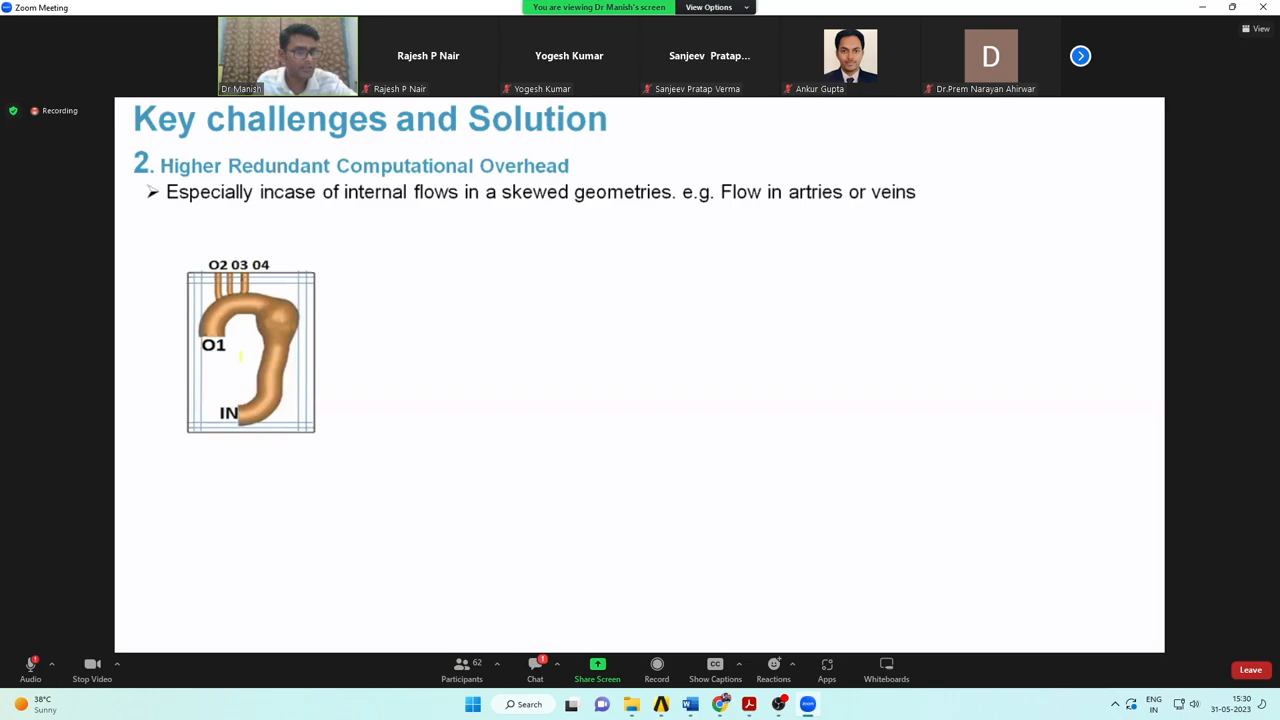 Zoom Meeting
You are viewing Dr Manish's screen
View Options
View
Rajesh P Nair
Yogesh Kumar
Sanjeev Pratap...
D
Dr Manish
Rajesh P Nair
Yogesh Kumar
Sanjeev Pratap Verma
Ankur Gupta
Dr.Prem Narayan Ahirwar
Recording
Key challenges and Solution
2. Higher Redundant Computational Overhead
➢ Especially incase of internal flows in a skewed geometries. e.g. Flow in artries or veins
O2 03 04
O1
IN
62
1
Audio
Stop Video
Participants
Chat
Share Screen
Record
Show Captions
Reactions
Apps
Whiteboards
Leave
38°C
Sunny
Search
ENG
IN
15:30
31-05-2023